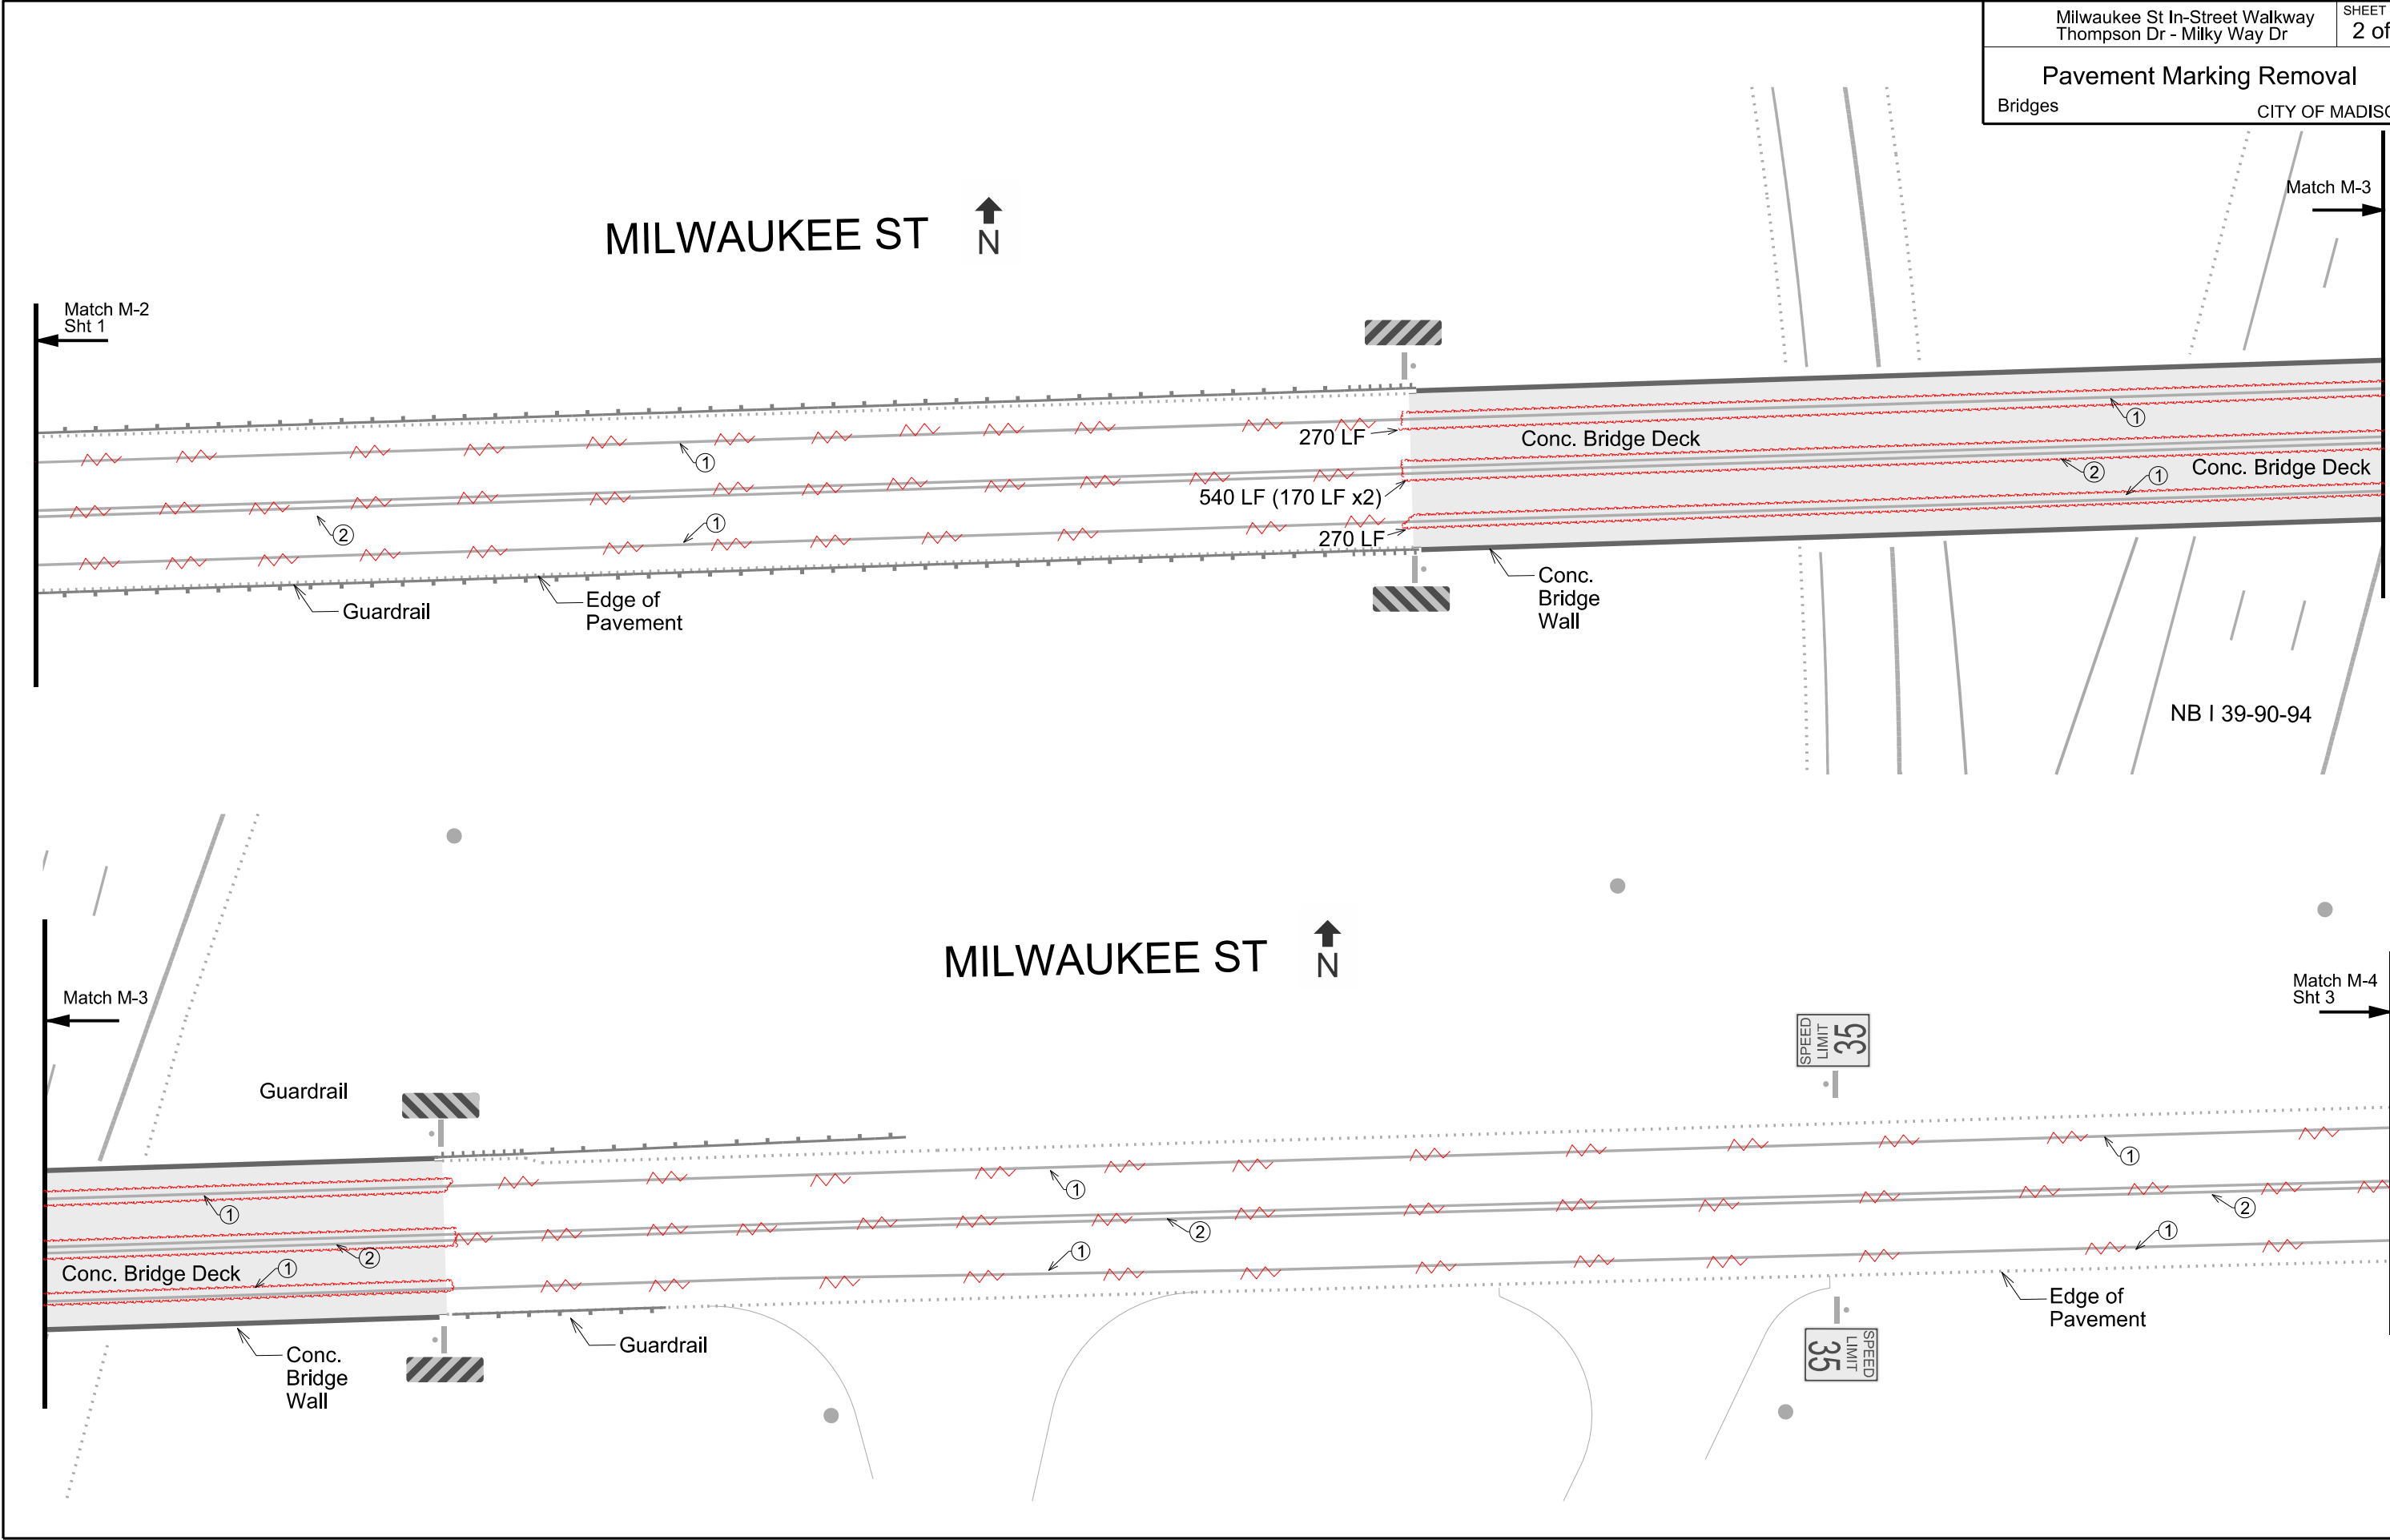 Milwaukee St In-Street Walkway
Thompson Dr - Milky Way Dr
SHEET
2 of
Pavement Marking Removal
Bridges
CITY OF MADISO
Match M-3
MILWAUKEE ST
N
Match M-2
Sht 1
1
270 LF
Conc. Bridge Deck
1
2
1
Conc. Bridge Deck
540 LF (170 LF x2)
2
1
270 LF
Guardrail
Edge of
Pavement
Conc.
Bridge
Wall
NB I 39-90-94
MILWAUKEE ST
N
Match M-3
Match M-4
Sht 3
SPEED
LIMIT
35
Guardrail
1
1
1
2
2
2
1
1
1
Conc. Bridge Deck
Conc.
Bridge
Wall
Guardrail
Edge of
Pavement
SPEED
LIMIT
35